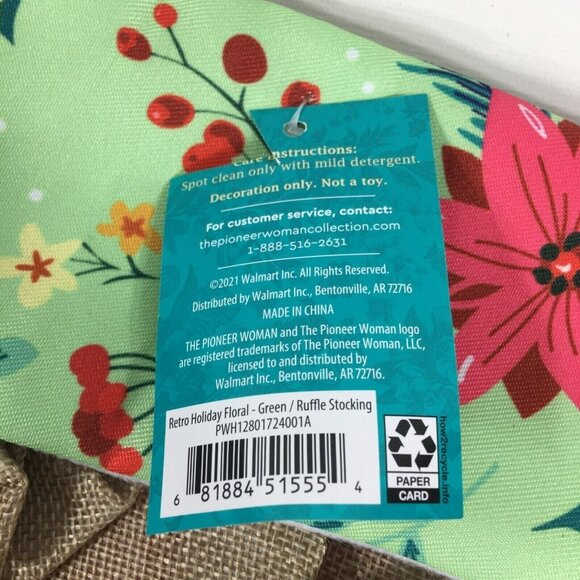 Care Instructions:
Spot clean only with mild detergent.
Decoration only. Not a toy.
For customer service, contact:
thepioneerwomancollection.com
1-888-516-2631
©2021 Walmart Inc. All Rights Reserved.
Distributed by Walmart Inc., Bentonville, AR 72716
MADE IN CHINA
THE PIONEER WOMAN and The Pioneer Woman logo
are registered trademarks of The Pioneer Woman, LLC,
licensed to and distributed by
Walmart Inc., Bentonville, AR 72716.
Retro Holiday Floral - Green / Ruffle Stocking
PWH12801724001A
6 81884 51555 4
PAPER
CARD
how2recycle.info